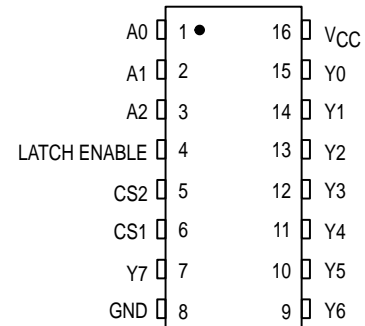 A0 1 16 VCC
A1 2 15 Y0
A2 3 14 Y1
LATCH ENABLE 4 13 Y2
CS2 5 12 Y3
CS1 6 11 Y4
Y7 7 10 Y5
GND 8 9 Y6